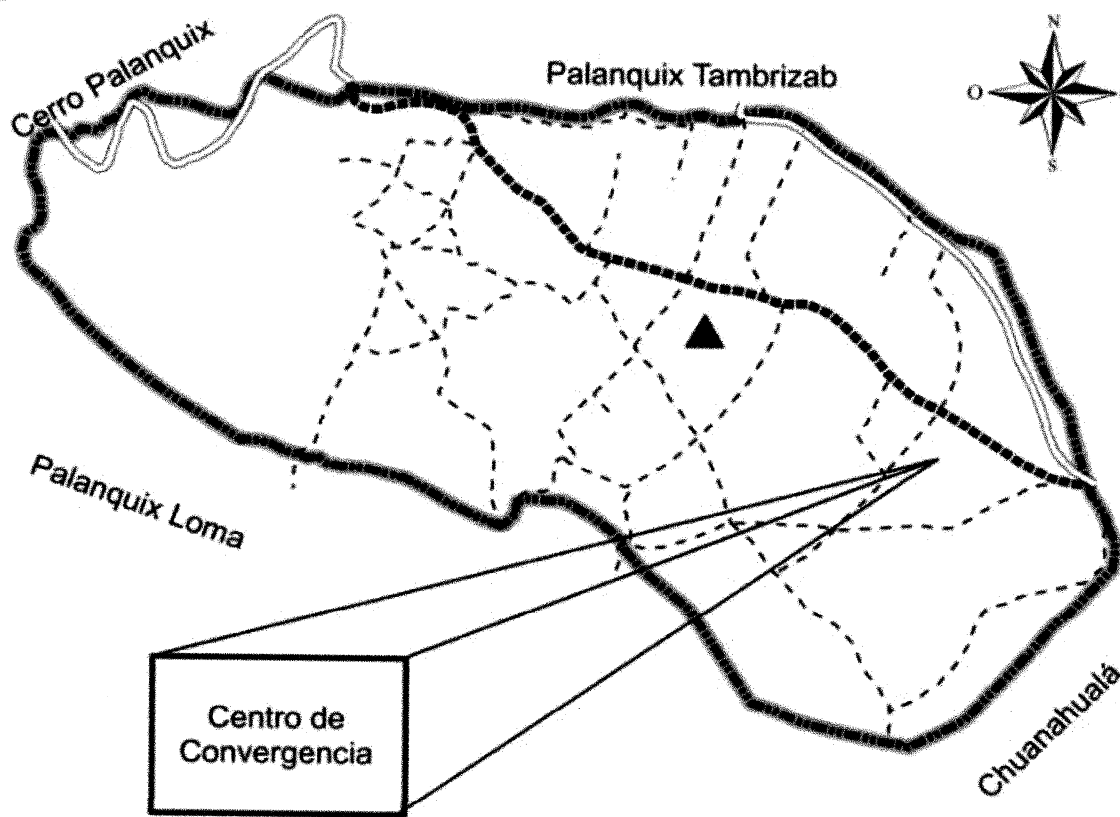 N
Cerro Palanquix
Palanquix Tambrizab
O
S
Palanquix Loma
Centro de
Convergencia
Chuanahualá